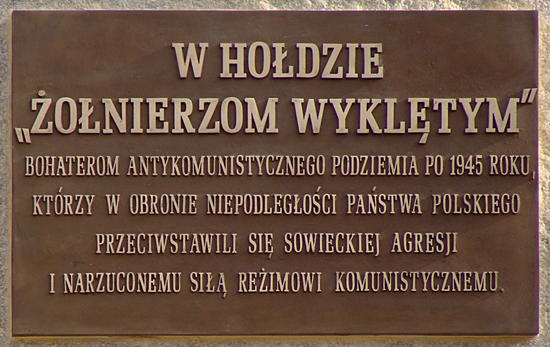 W HOŁDZIE
„ŻOŁNIERZOM WYKLĘTYM”
BOHATEROM ANTYKOMUNISTYCZNEGO PODZIEMIA PO 1945 ROKU,
KTÓRZY W OBRONIE NIEPODLEGŁOŚCI PAŃSTWA POLSKIEGO
PRZECIWSTAWILI SIĘ SOWIECKIEJ AGRESJI
I NARZUCONEMU SIŁĄ REŻIMOWI KOMUNISTYCZNEMU.